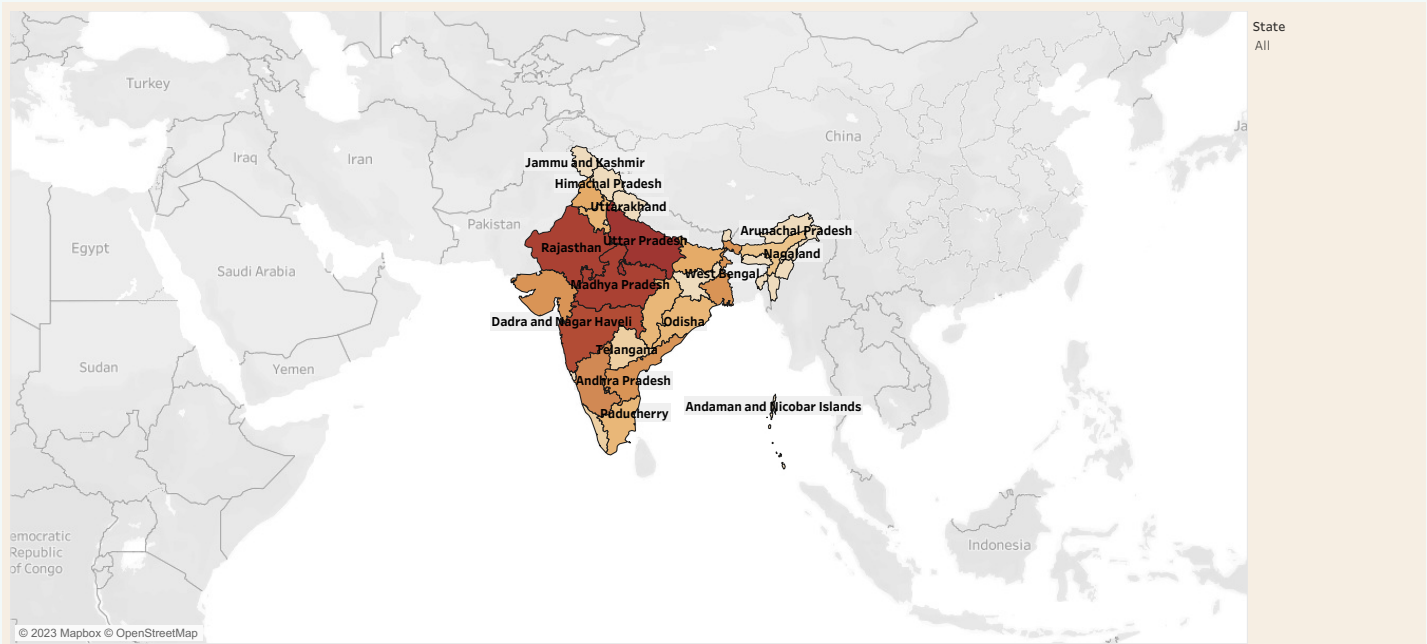 State
All
Turkey
China
Ja
Iraq
Iran
Jammu and Kashmir
Himachal Pradesh
Uttarakhand
Pakistan
Arunachal Pradesh
Egypt
Rajasthan
Uttar Pradesh
Nagaland
Saudi Arabia
West Bengal
Madhya Pradesh
Dadra and Nagar Haveli
Odisha
Telangana
Sudan
Yemen
Andhra Pradesh
Andaman and Nicobar Islands
Puducherry
emocratic
Republic
of Congo
Indonesia
© 2023 Mapbox © OpenStreetMap